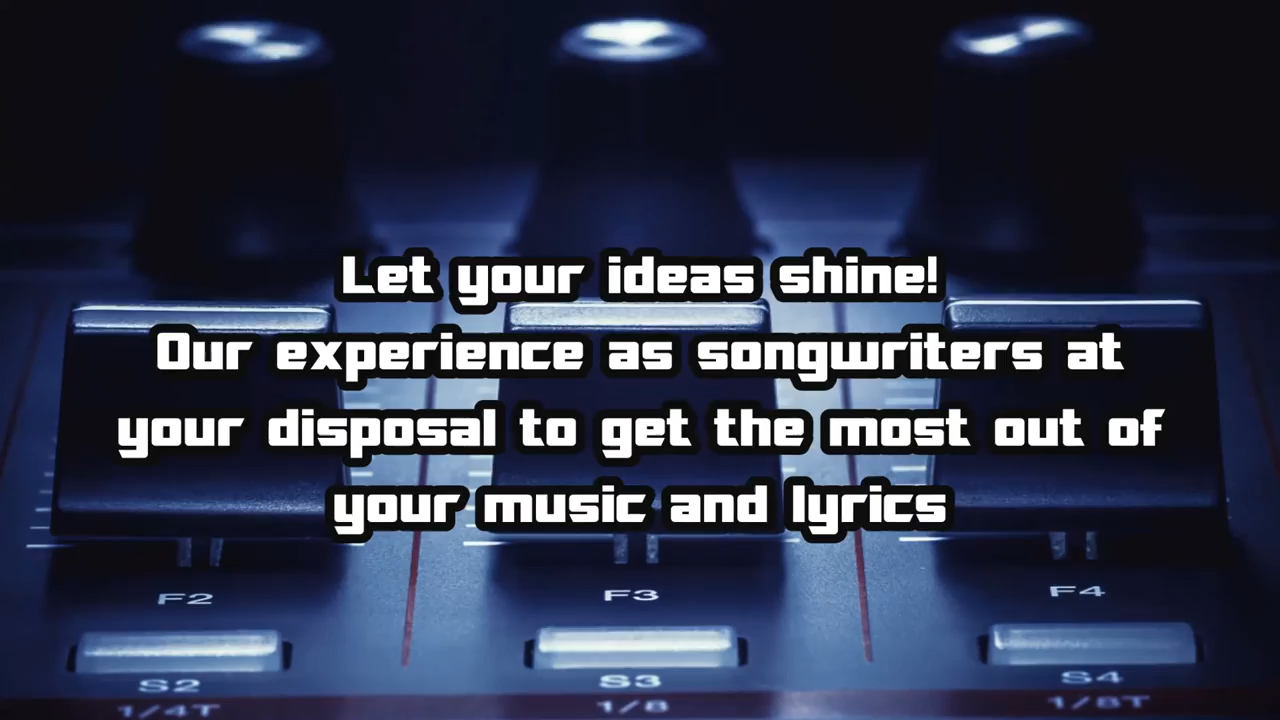 Let your ideas shine!
Our experience as songwriters at
your disposal to get the most out of
your music and lyrics
F2 F3 F4
S2 S3 S4
1/4T 1/8 1/8T